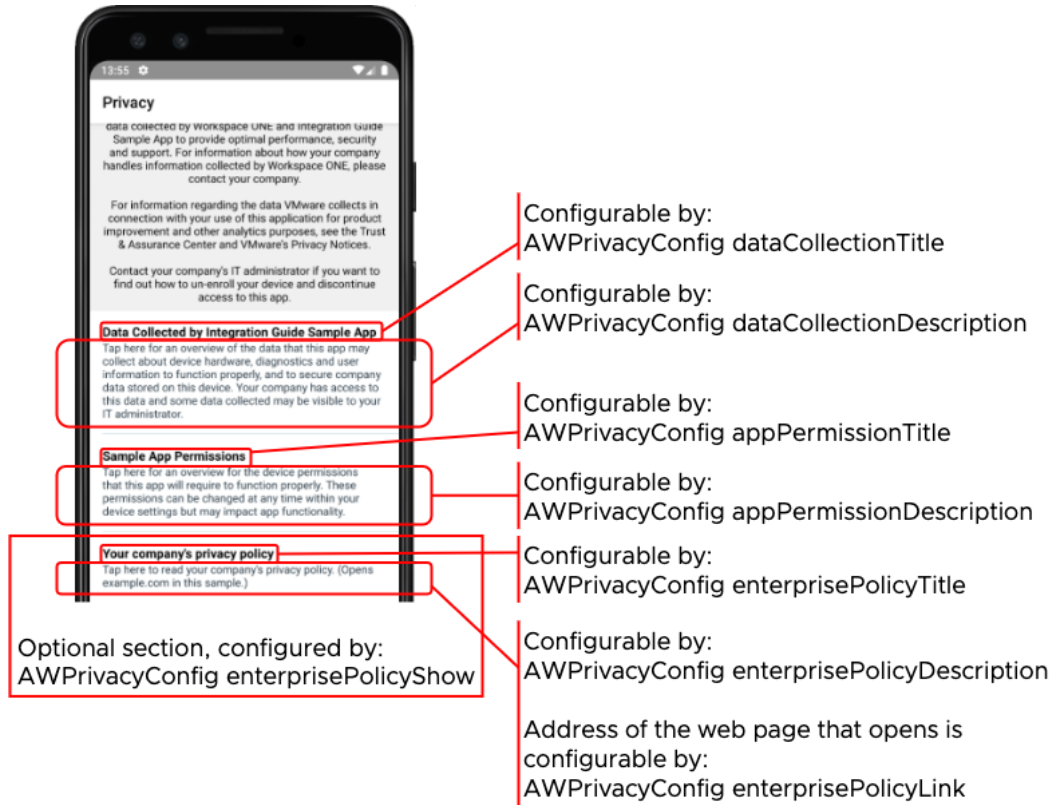 13:55
Privacy
data collected by Workspace ONE and Integration Guide
Sample App to provide optimal performance, security
and support. For information about how your company
handles information collected by Workspace ONE, please
contact your company.
For information regarding the data VMware collects in
connection with your use of this application for product
improvement and other analytics purposes, see the Trust
& Assurance Center and VMware's Privacy Notices.
Contact your company's IT administrator if you want to
find out how to un-enroll your device and discontinue
access to this app.
Data Collected by Integration Guide Sample App
Tap here for an overview of the data that this app may
collect about device hardware, diagnostics and user
information to function properly, and to secure company
data stored on this device. Your company has access to
this data and some data collected may be visible to your
IT administrator.
Sample App Permissions
Tap here for an overview for the device permissions
that this app will require to function properly. These
permissions can be changed at any time within your
device settings but may impact app functionality.
Your company's privacy policy
Tap here to read your company's privacy policy. (Opens
example.com in this sample.)
Optional section, configured by:
AWPrivacyConfig enterprisePolicyShow
Configurable by:
AWPrivacyConfig dataCollectionTitle
Configurable by:
AWPrivacyConfig dataCollectionDescription
Configurable by:
AWPrivacyConfig appPermissionTitle
Configurable by:
AWPrivacyConfig appPermissionDescription
Configurable by:
AWPrivacyConfig enterprisePolicyTitle
Configurable by:
AWPrivacyConfig enterprisePolicyDescription
Address of the web page that opens is
configurable by:
AWPrivacyConfig enterprisePolicyLink